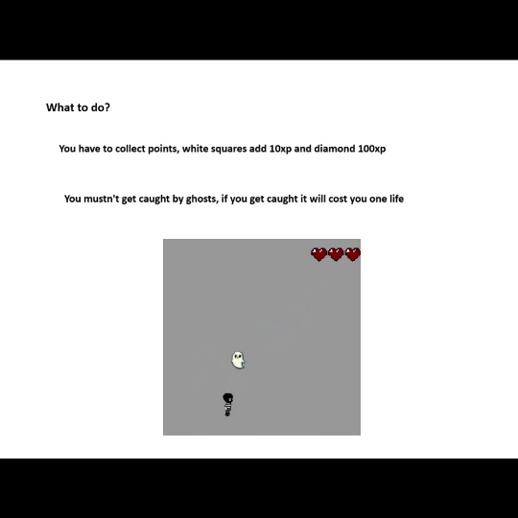 What to do?
You have to collect points, white squares add 10xp and diamond 100xp
You mustn't get caught by ghosts, if you get caught it will cost you one life